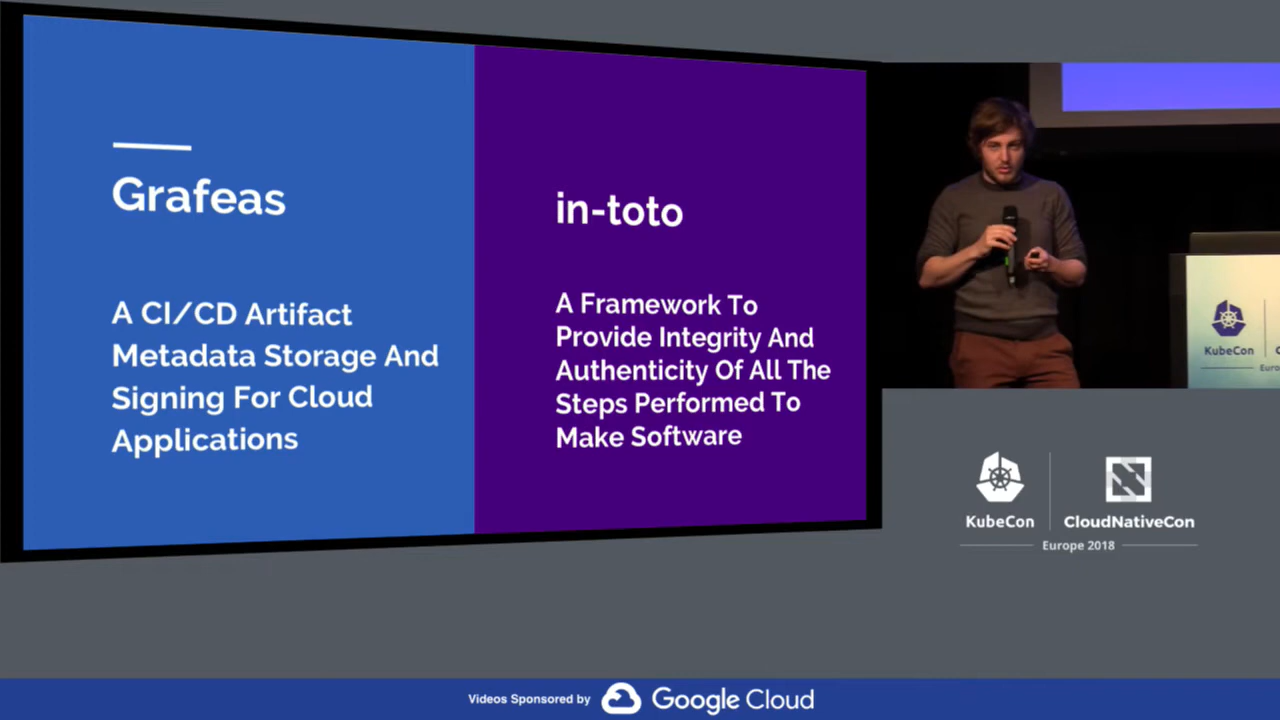 Grafeas
A CI/CD Artifact
Metadata Storage And
Signing For Cloud
Applications
in-toto
A Framework To
Provide Integrity And
Authenticity Of All The
Steps Performed To
Make Software
KubeCon
KubeCon
CloudNativeCon
Europe 2018
Videos Sponsored by
Google Cloud